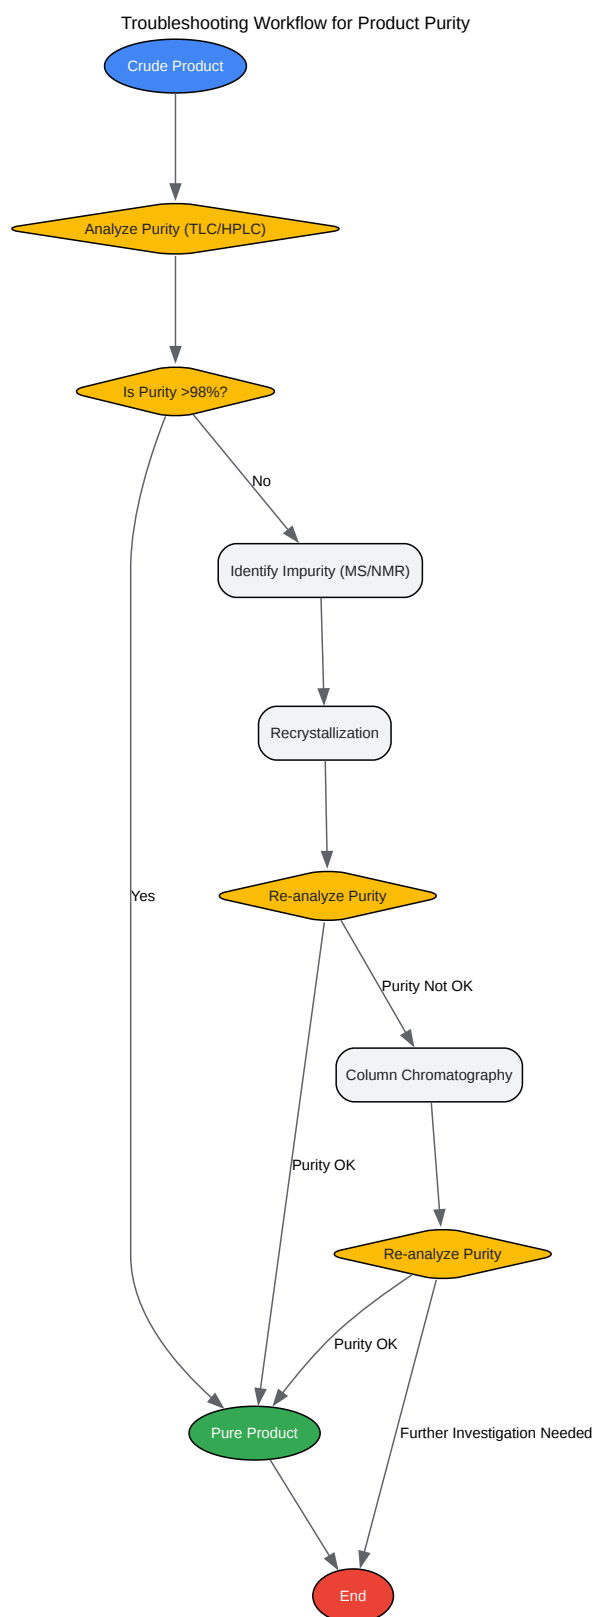 Troubleshooting Workflow for Product Purity
Crude Product
Analyze Purity (TLC/HPLC)
Is Purity >98%?
No
Identify Impurity (MS/NMR)
Recrystallization
Re-analyze Purity
Yes
Purity Not OK
Column Chromatography
Purity OK
Re-analyze Purity
Purity OK
Pure Product
Further Investigation Needed
End